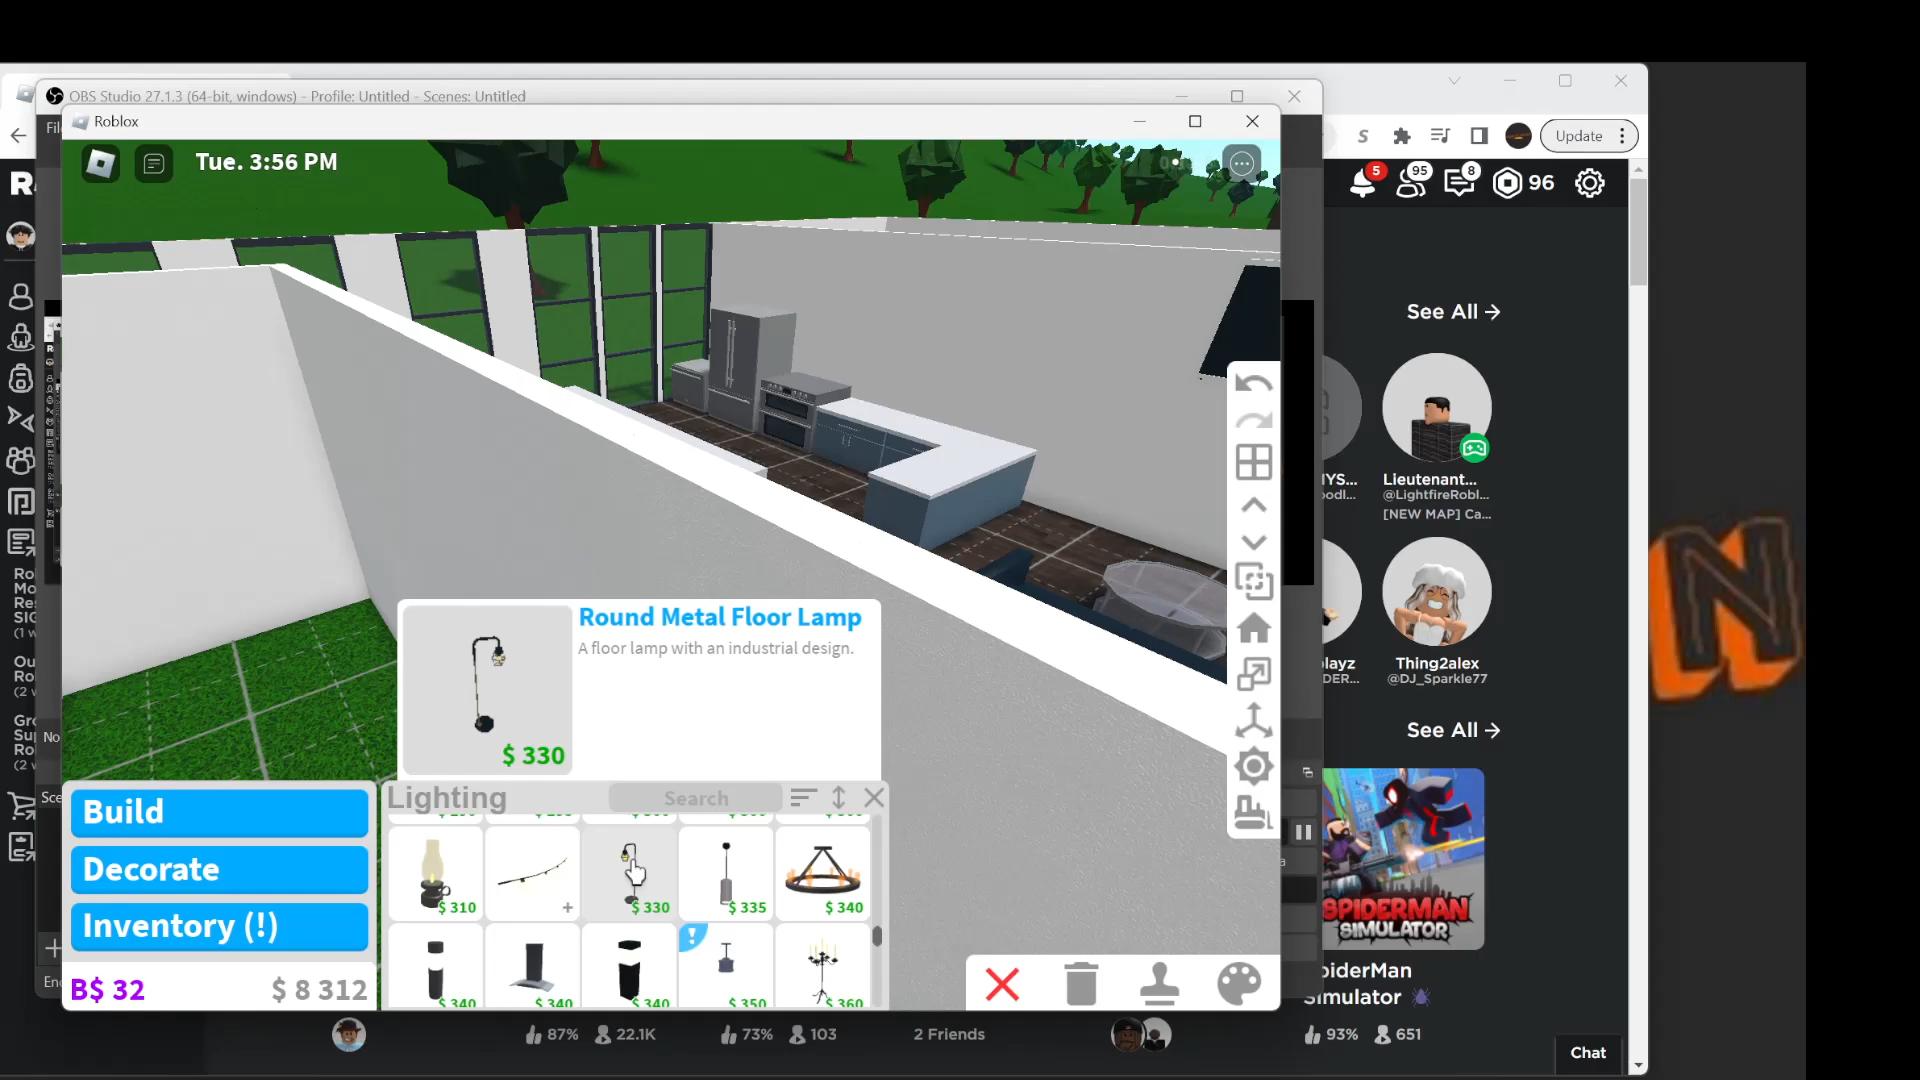 OBS Studio 27.1.3 (64-bit, windows) - Profile: Untitled - Scenes: Untitled
Roblox
Update
Tue. 3:56 PM
5
95
8
96
See All →
Lieutenant...
@LightfireRobl...
[NEW MAP] Ca...
Thing2alex
@DJ_Sparkle77
See All →
Round Metal Floor Lamp
A floor lamp with an industrial design.
$ 330
Build
Decorate
Inventory (!)
B$ 32
$ 8 312
Lighting
Search
$ 310
+
$ 330
$ 335
$ 340
$ 340
$ 340
$ 340
$ 350
$ 360
SPIDERMAN
SIMULATOR
piderMan
Simulator
87%
22.1K
73%
103
2 Friends
93%
651
Chat
N